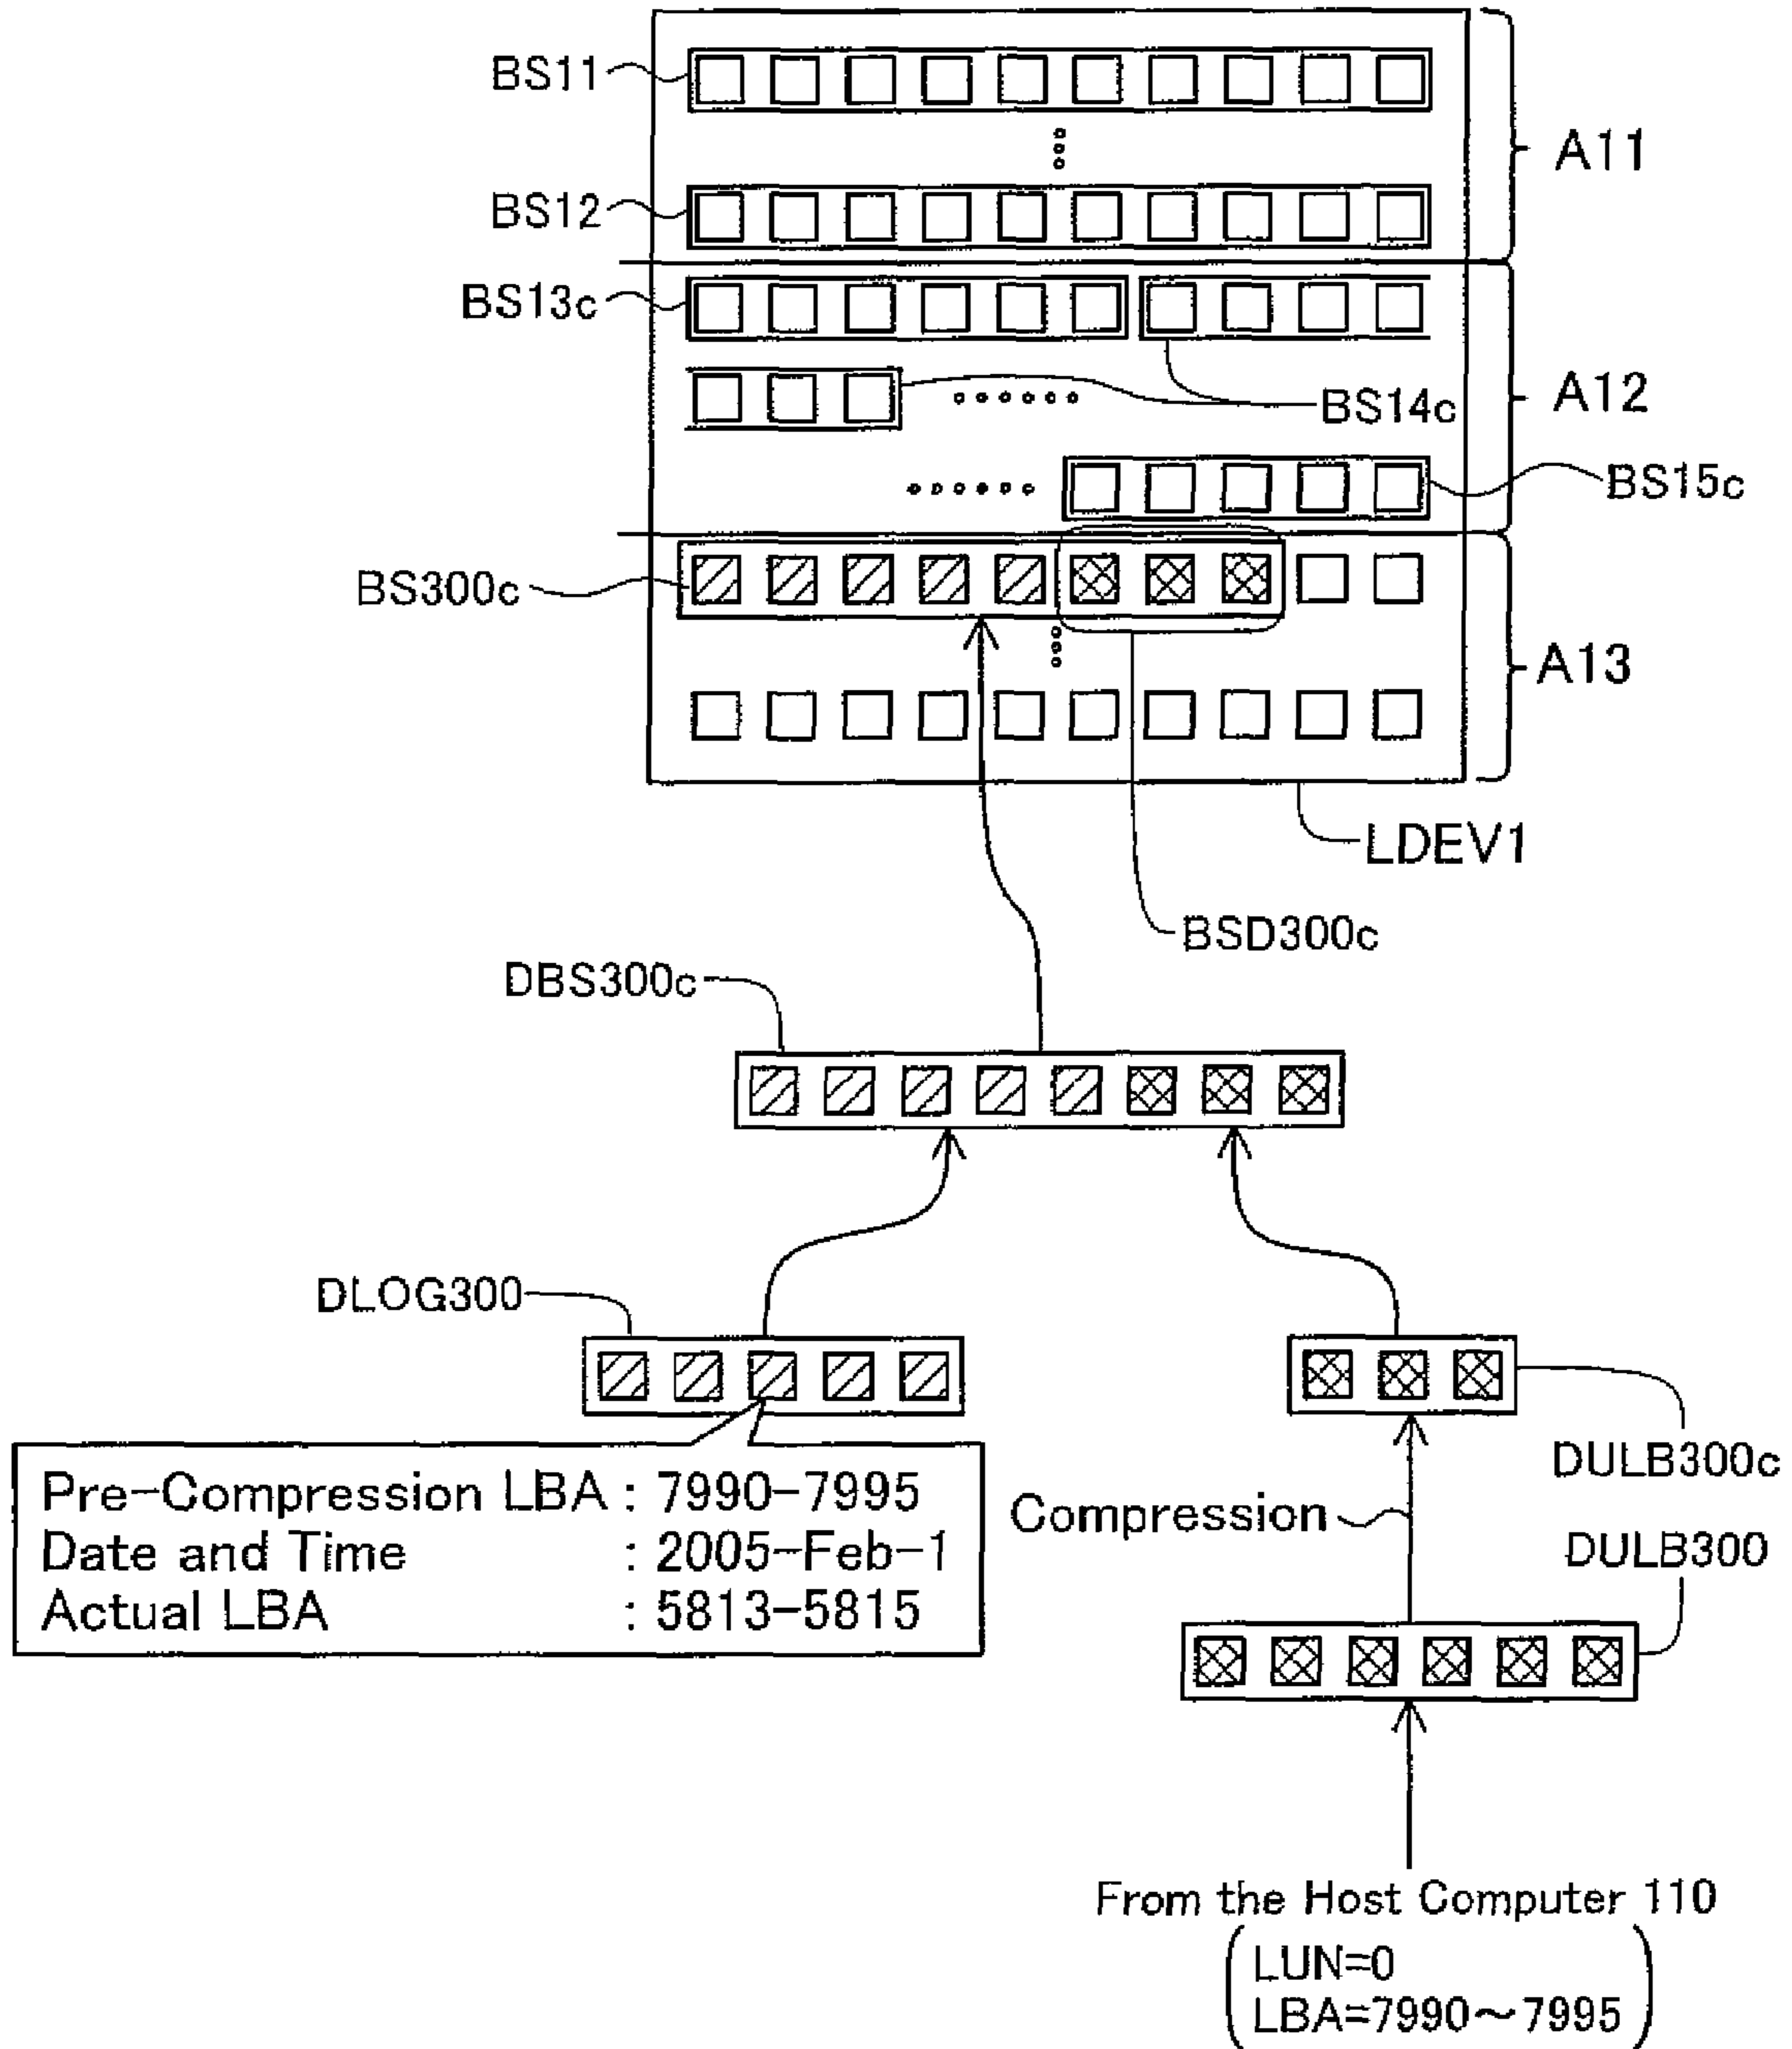 BS11
A11
BS12
BS13c
BS14c
A12
BS15c
BS300c
A13
LDEV1
BSD300c
DBS300c
DLOG300
DULB300c
Pre-Compression LBA : 7990-7995
Date and Time : 2005-Feb-1
Actual LBA : 5813-5815
Compression
DULB300
From the Host Computer 110
LUN=0
LBA=7990～7995